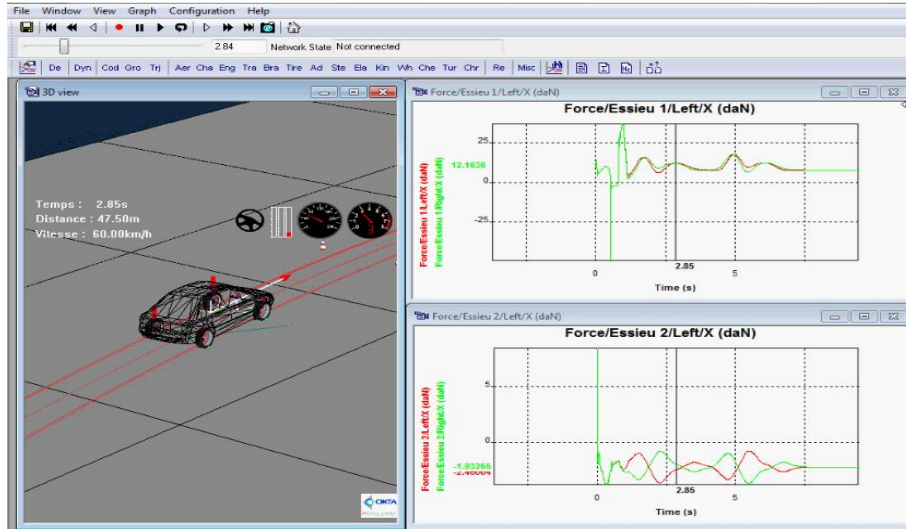 File Window View Graph Configuration Help
2.84 Network State Not connected
De Dyn Cod Gro Trj Aer Cha Eng Tra Bra Tire Ad Ste Ela Kin Wh Che Tur Chr Re Misc
3D view
Temps : 2.85s
Distance : 47.50m
Vitesse : 60.00km/h
OKTA
Force/Essieu 1/Left/X (daN)
Force/Essieu 1/Left/X (daN)
Force/Essieu 1/Left/X (daN)
Force/Essieu 1/Right/X (daN)
25
12.1636
0
-25
0
2.85
5
Time (s)
Force/Essieu 2/Left/X (daN)
Force/Essieu 2/Left/X (daN)
Force/Essieu 2/Left/X (daN)
Force/Essieu 2/Right/X (daN)
5
0
-1.93266
0
2.85
5
Time (s)